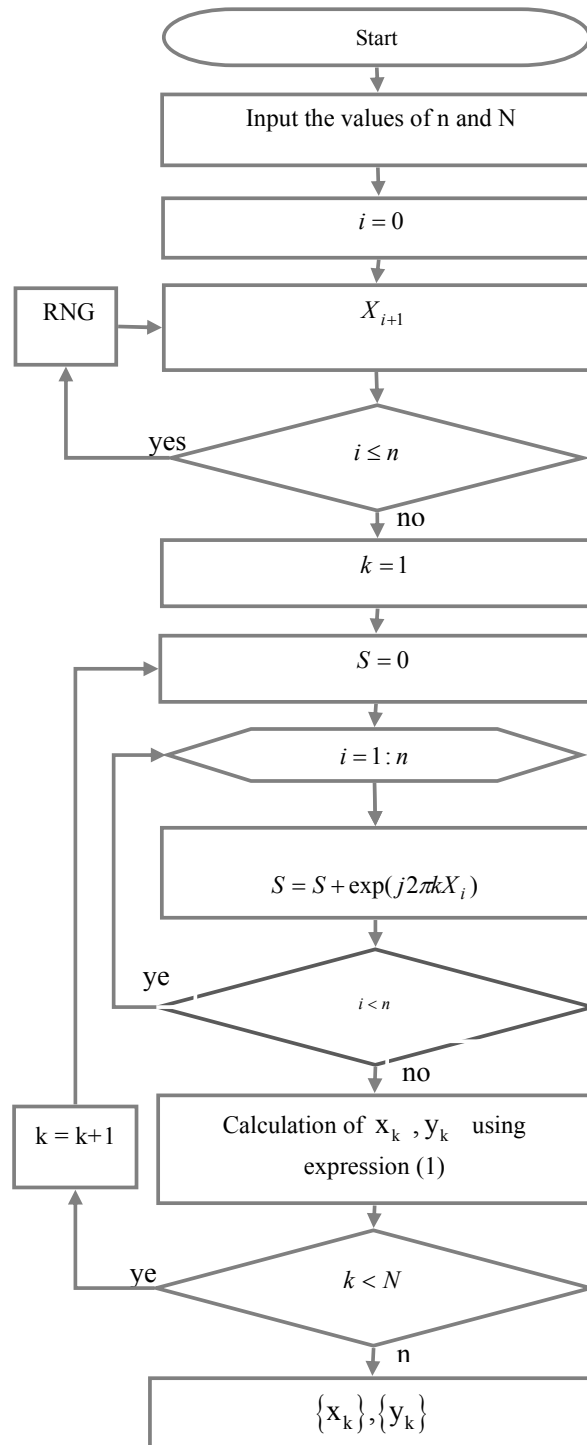 Start
Input the values of n and N
i = 0
RNG
X_{i+1}
yes
i ≤ n
no
k = 1
S = 0
i = 1 : n
S = S + exp(j2πkX_i)
ye
i < n
no
Calculation of x_k , y_k using
expression (1)
k = k+1
ye
k < N
n
{x_k},{y_k}